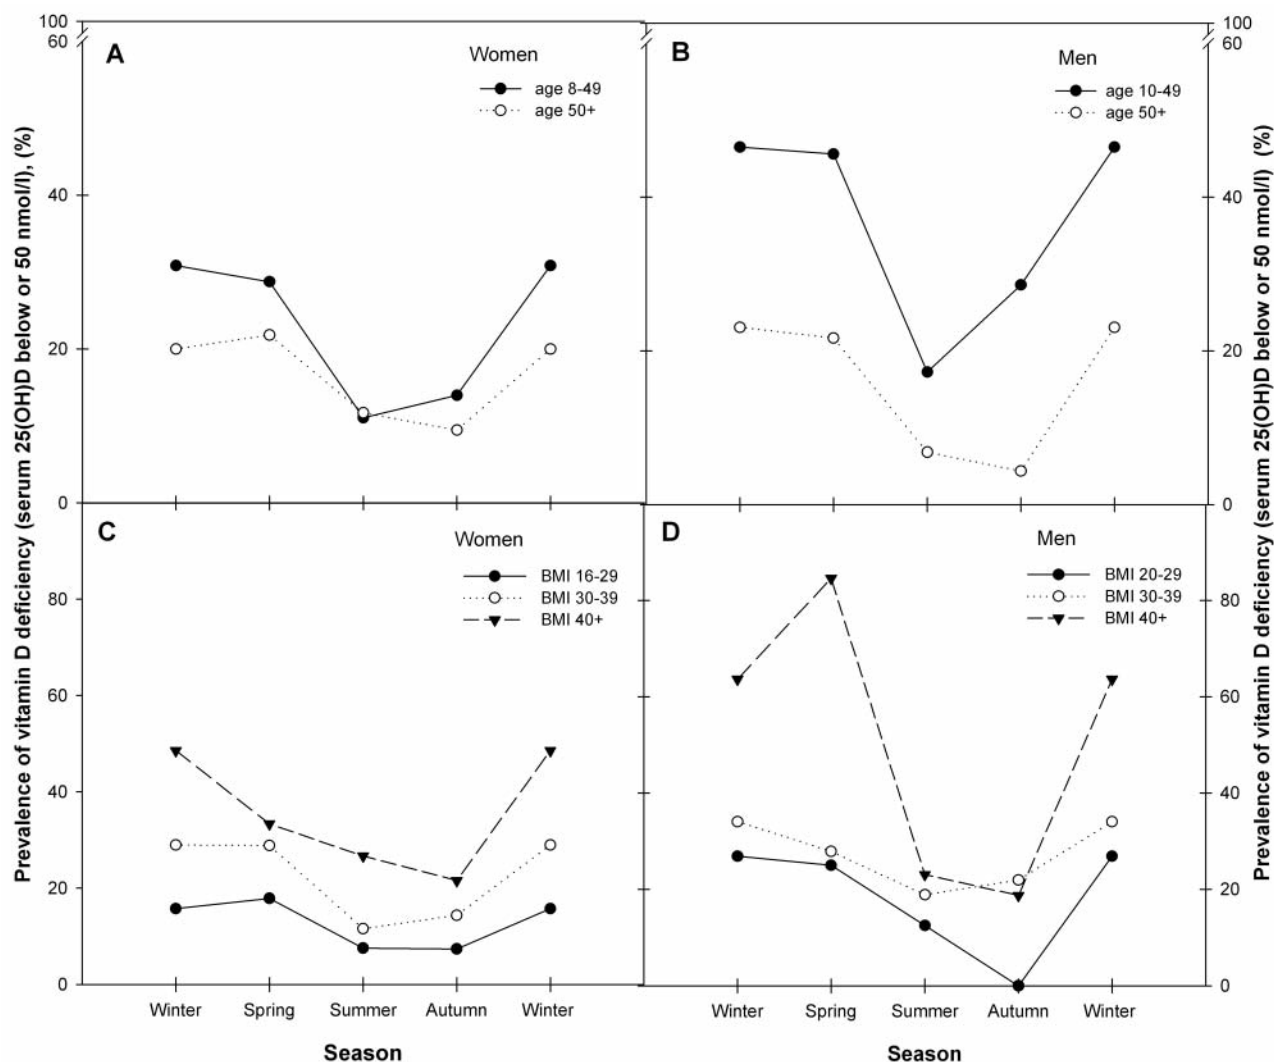 Prevalence of vitamin D deficiency (serum 25(OH)D below or 50 nmol/l), (%)
100
60
40
20
0
A
Women
age 8-49
age 50+
B
Men
age 10-49
age 50+
100
60
40
20
0
80
60
40
20
0
C
Women
BMI 16-29
BMI 30-39
BMI 40+
D
Men
BMI 20-29
BMI 30-39
BMI 40+
80
60
40
20
0
Winter Spring Summer Autumn Winter
Season
Winter Spring Summer Autumn Winter
Season
Prevalence of vitamin D deficiency (serum 25(OH)D below or 50 nmol/l) (%)